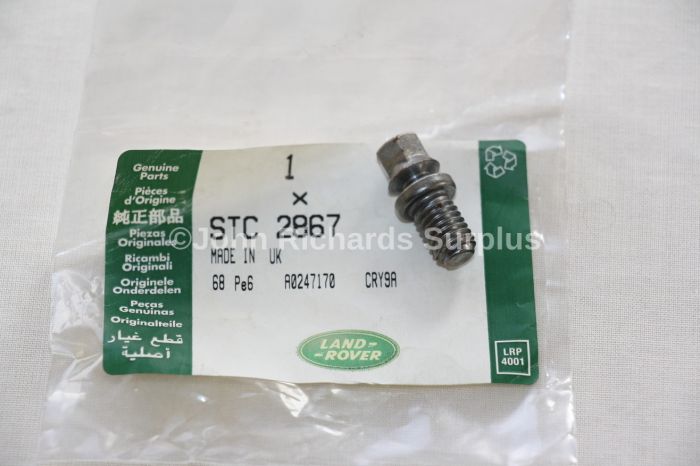 Genuine
Parts
Pièces
d'Origine
純正部品
Piezas
Originales
Ricambi
Originali
Originele
Onderdelen
Peças
Genuinas
Originalteile
قطع غيار
أصلية
1
x
STC 2967
MADE IN UK
68 Pe6 A0247170 CRY9A
LAND
ROVER
LRP
4001
©John Richards Surplus